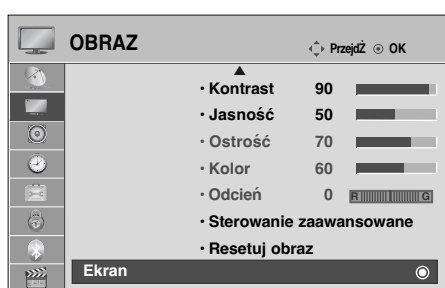 OBRAZ PrzejdŹ OK
• Kontrast 90
• Jasność 50
• Ostrość 70
• Kolor 60
• Odcień 0 R G
• Sterowanie zaawansowane
• Resetuj obraz
Ekran